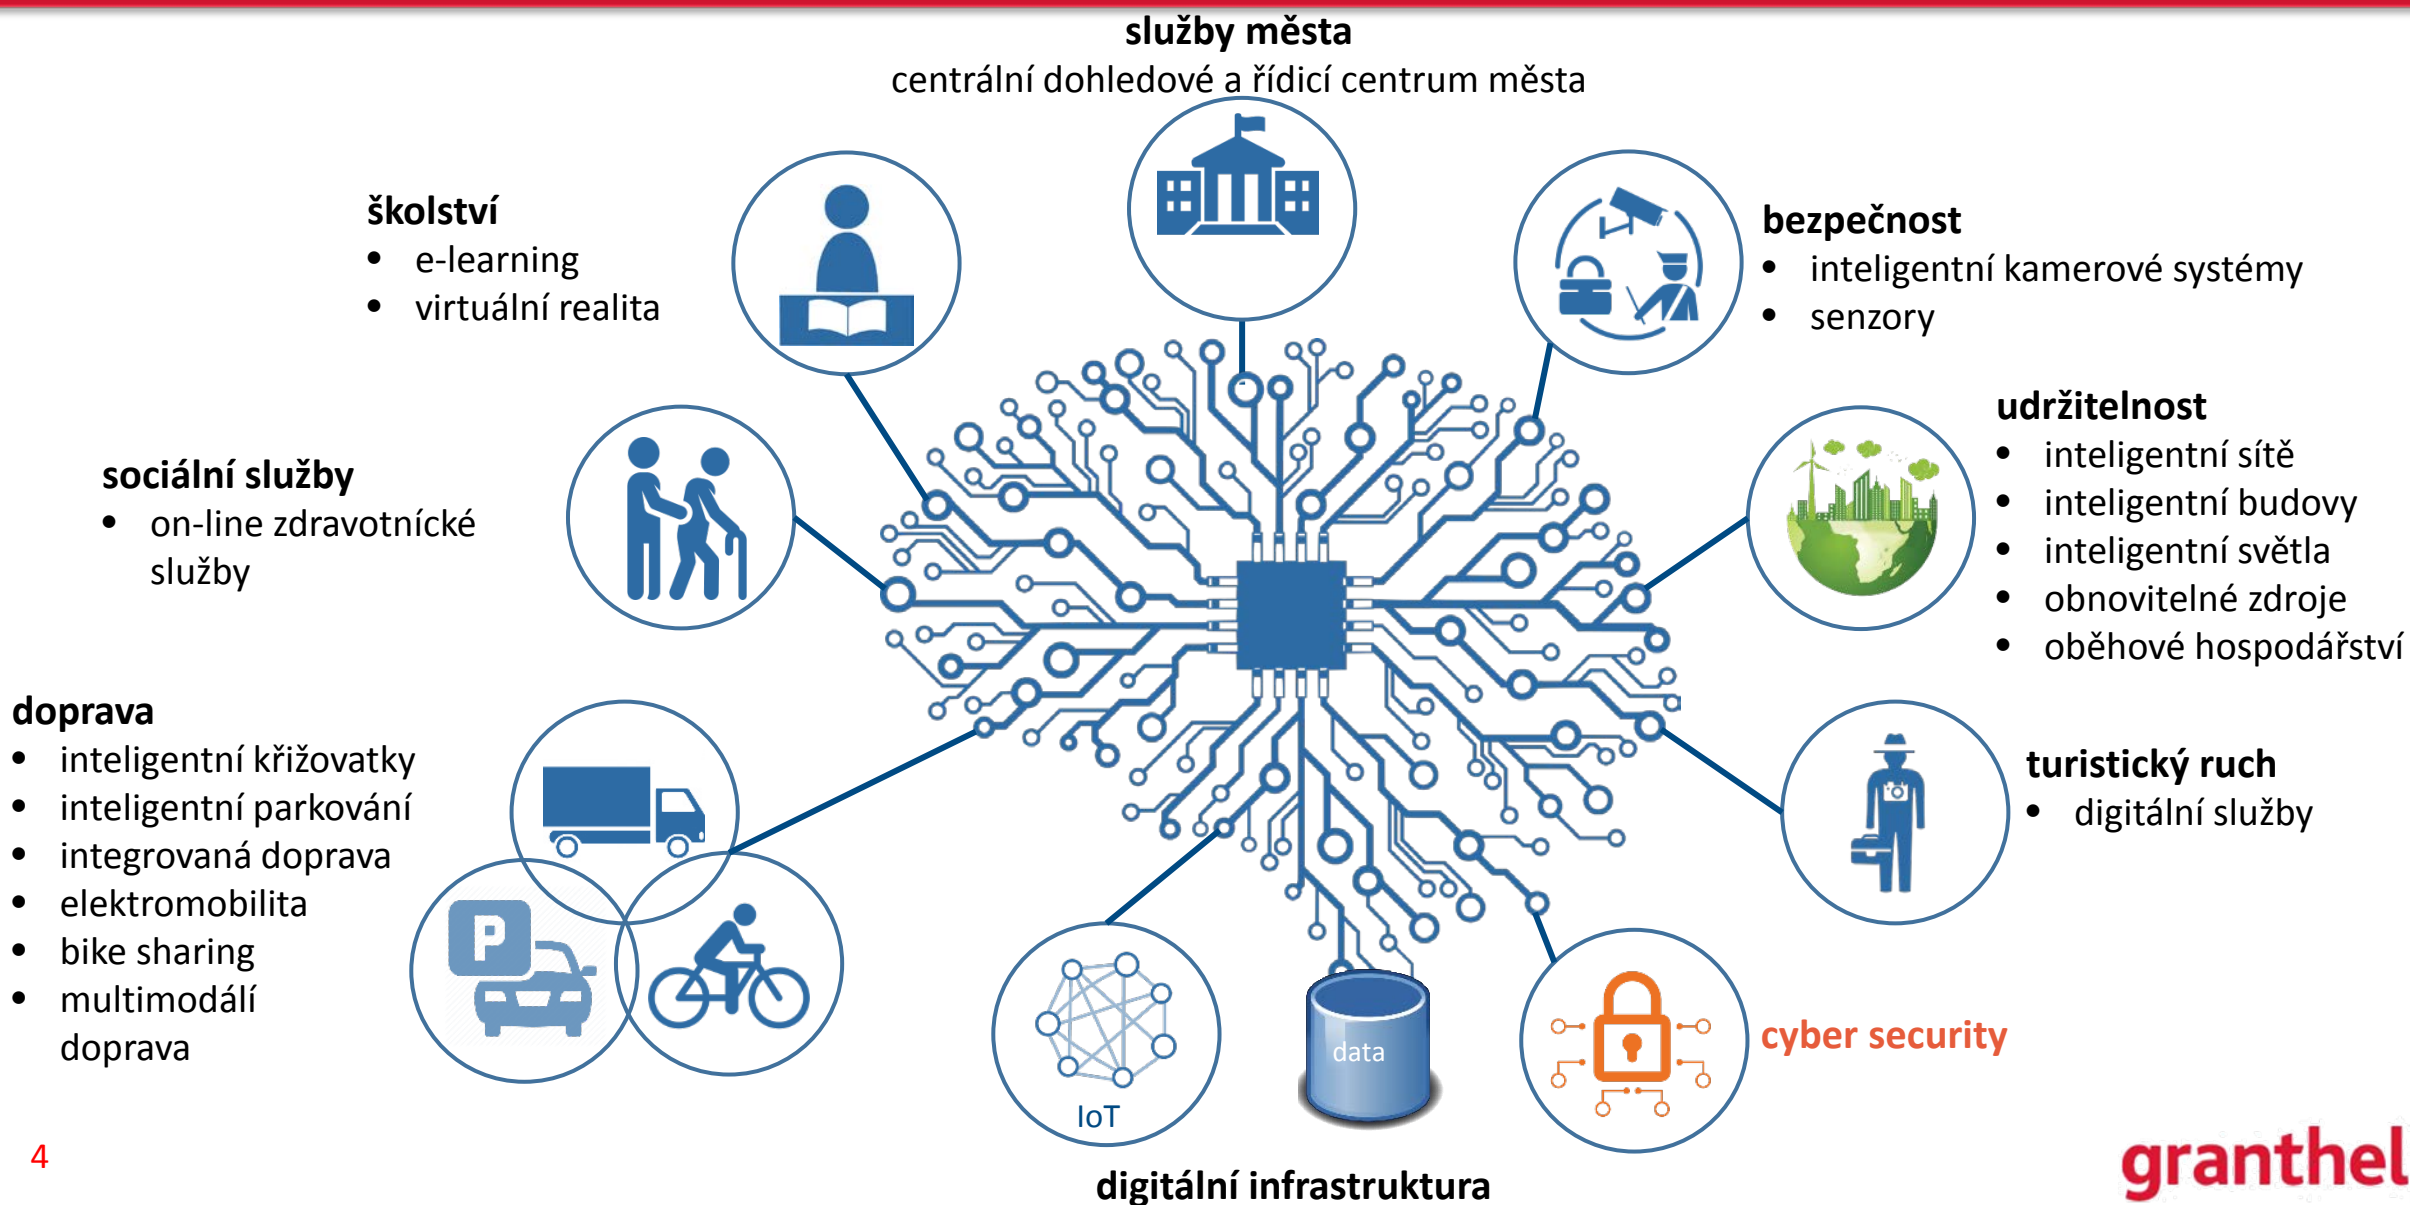 služby města
centrální dohledové a řídicí centrum města
školství
• e-learning
• virtuální realita
bezpečnost
• inteligentní kamerové systémy
• senzory
sociální služby
• on-line zdravotnícké
služby
udržitelnost
• inteligentní sítě
• inteligentní budovy
• inteligentní světla
• obnovitelné zdroje
• oběhové hospodářství
doprava
• inteligentní křižovatky
• inteligentní parkování
• integrovaná doprava
• elektromobilita
• bike sharing
• multimodálí
doprava
P
turistický ruch
• digitální služby
IoT
data
cyber security
digitální infrastruktura
4
granthel